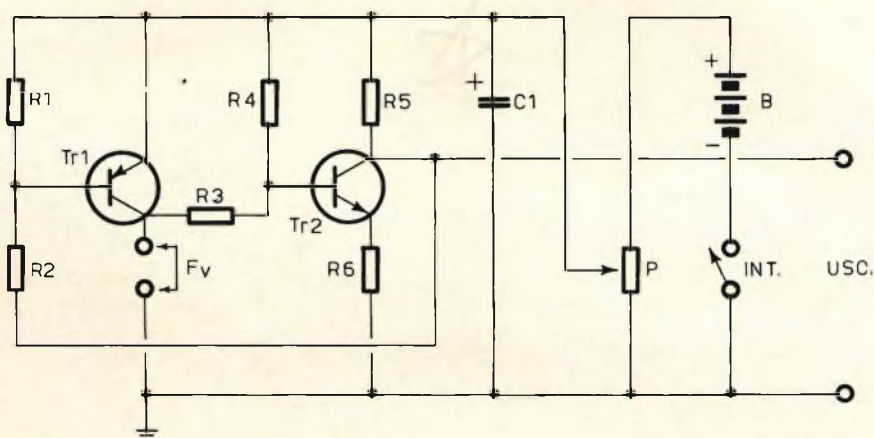 R1
R4
R5
+
C1
+
B
-
Tr1
R3
Tr2
R2
Fv
R6
P
INT.
USC.